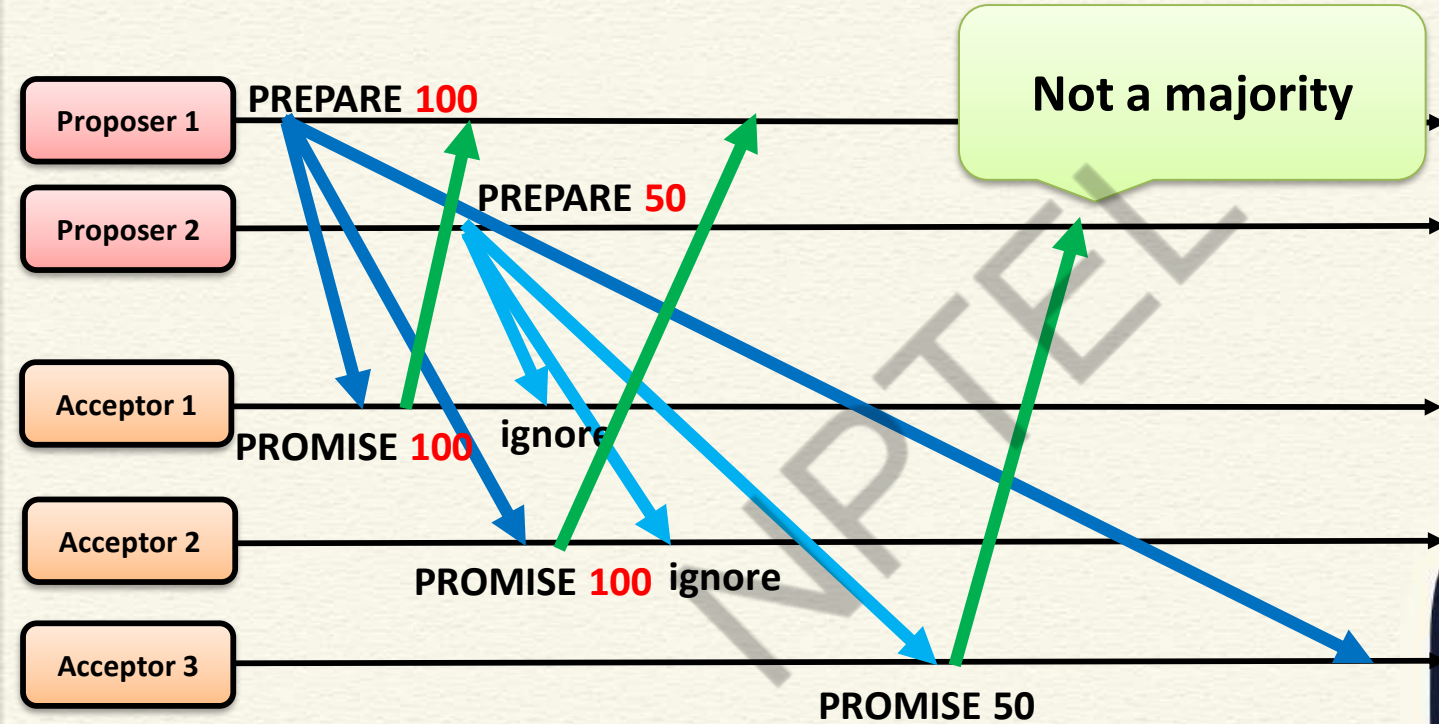 Not a majority
PREPARE 100
Proposer 1
PREPARE 50
Proposer 2
Acceptor 1
PROMISE 100
ignore
Acceptor 2
PROMISE 100
ignore
Acceptor 3
PROMISE 50
NPTEL